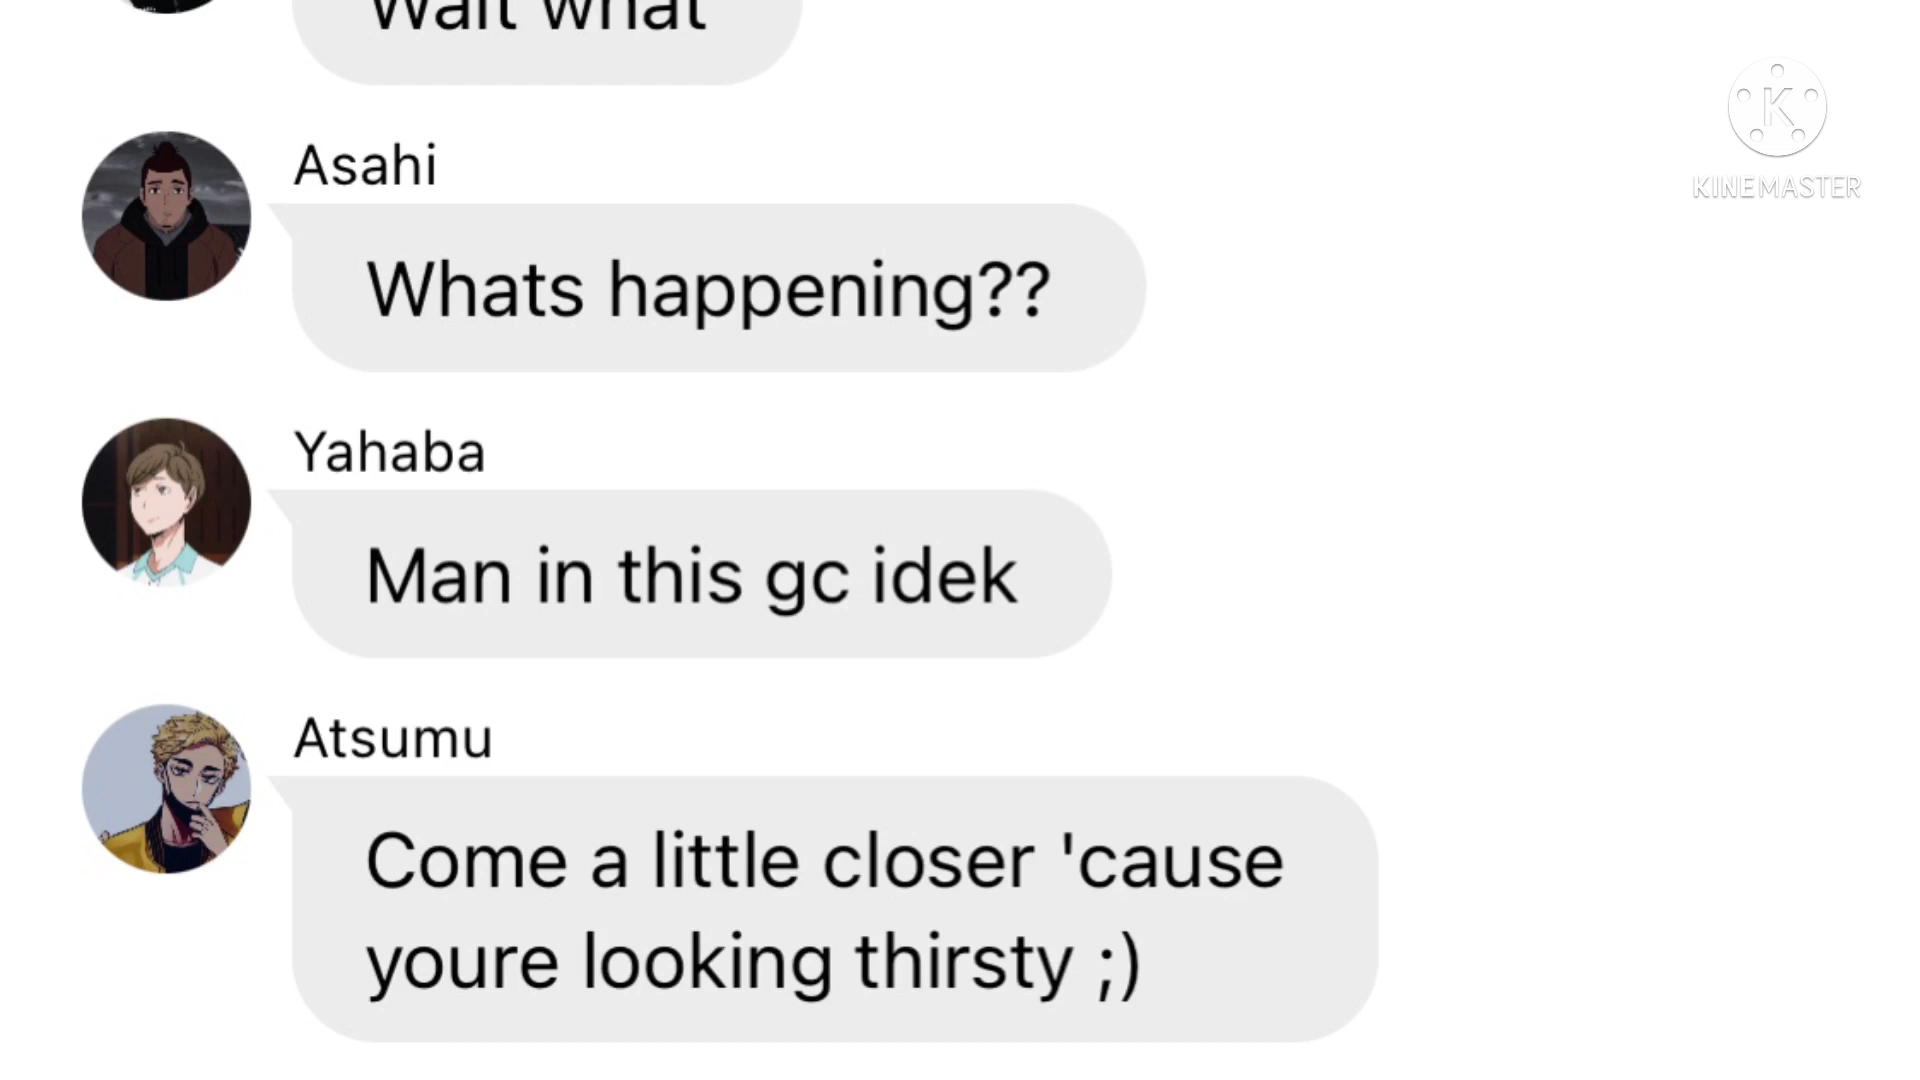 Wait what
Asahi
Whats happening??
Yahaba
Man in this gc idek
Atsumu
Come a little closer 'cause
youre looking thirsty ;)
K
KINEMASTER